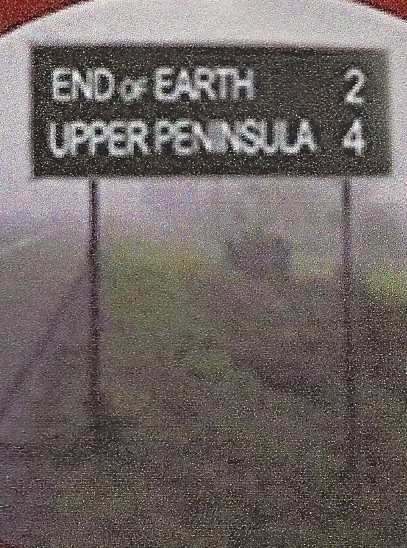 END OF EARTH 2
UPPER PENINSULA 4